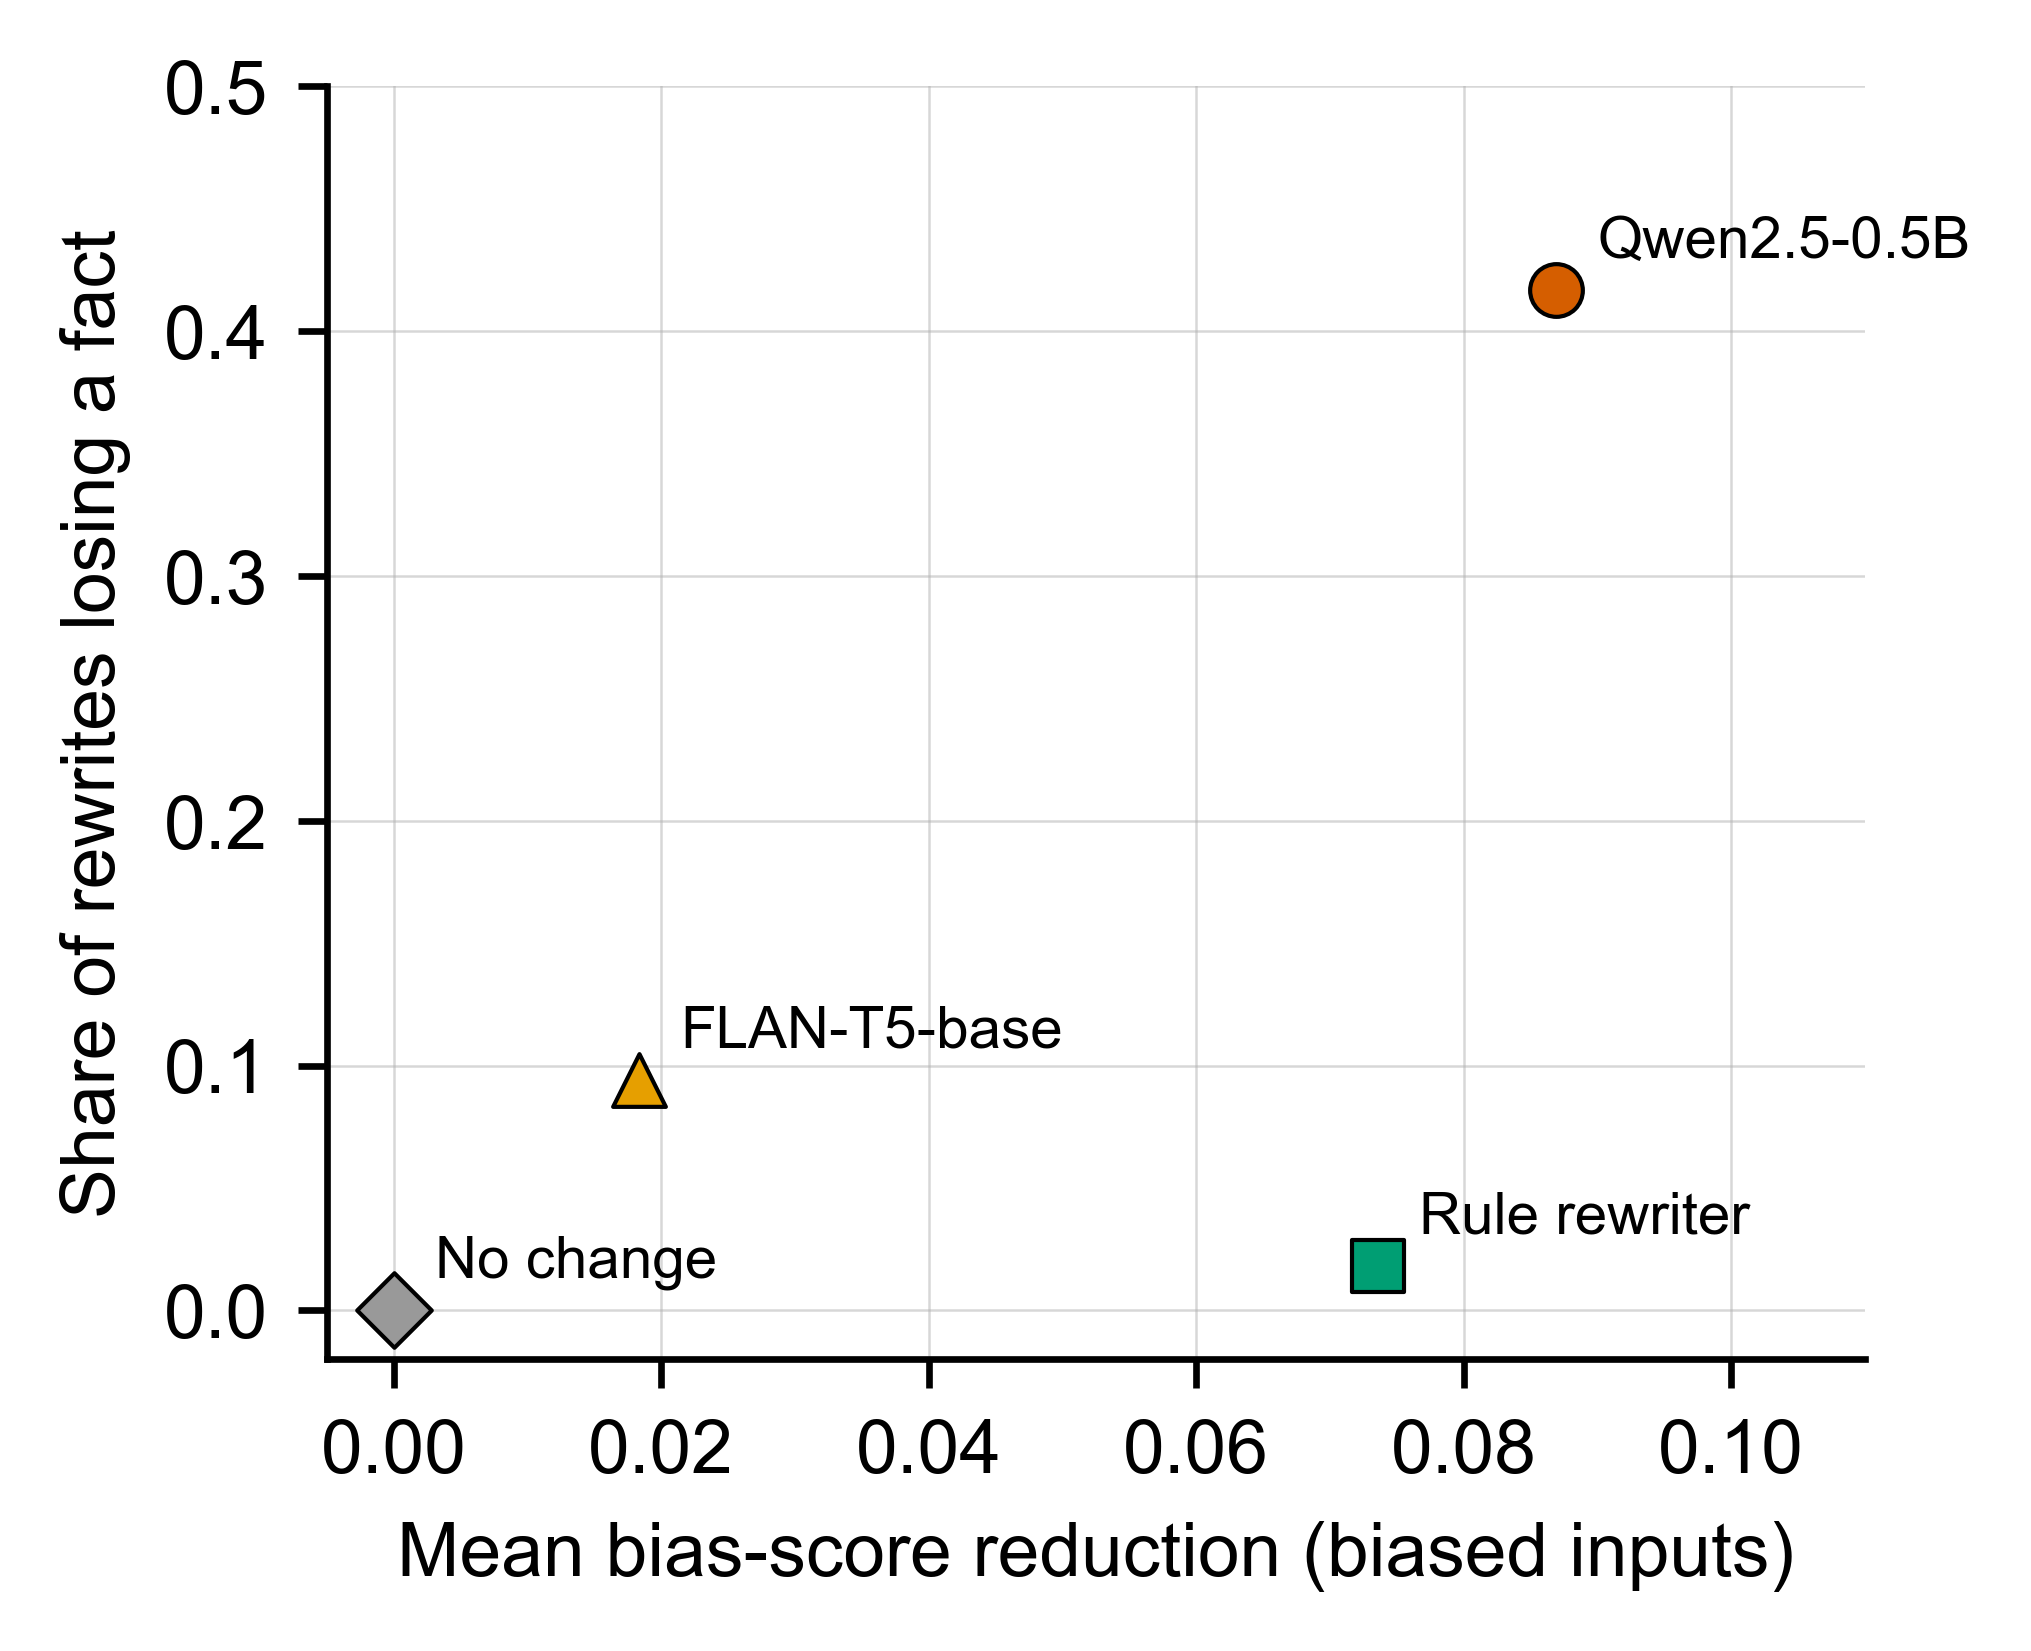 0.5
Qwen2.5-0.5B
0.4
0.3
0.2
FLAN-T5-base
0.1
Rule rewriter
No change
0.0
Share of rewrites losing a fact
0.00 0.02 0.04 0.06 0.08 0.10
Mean bias-score reduction (biased inputs)